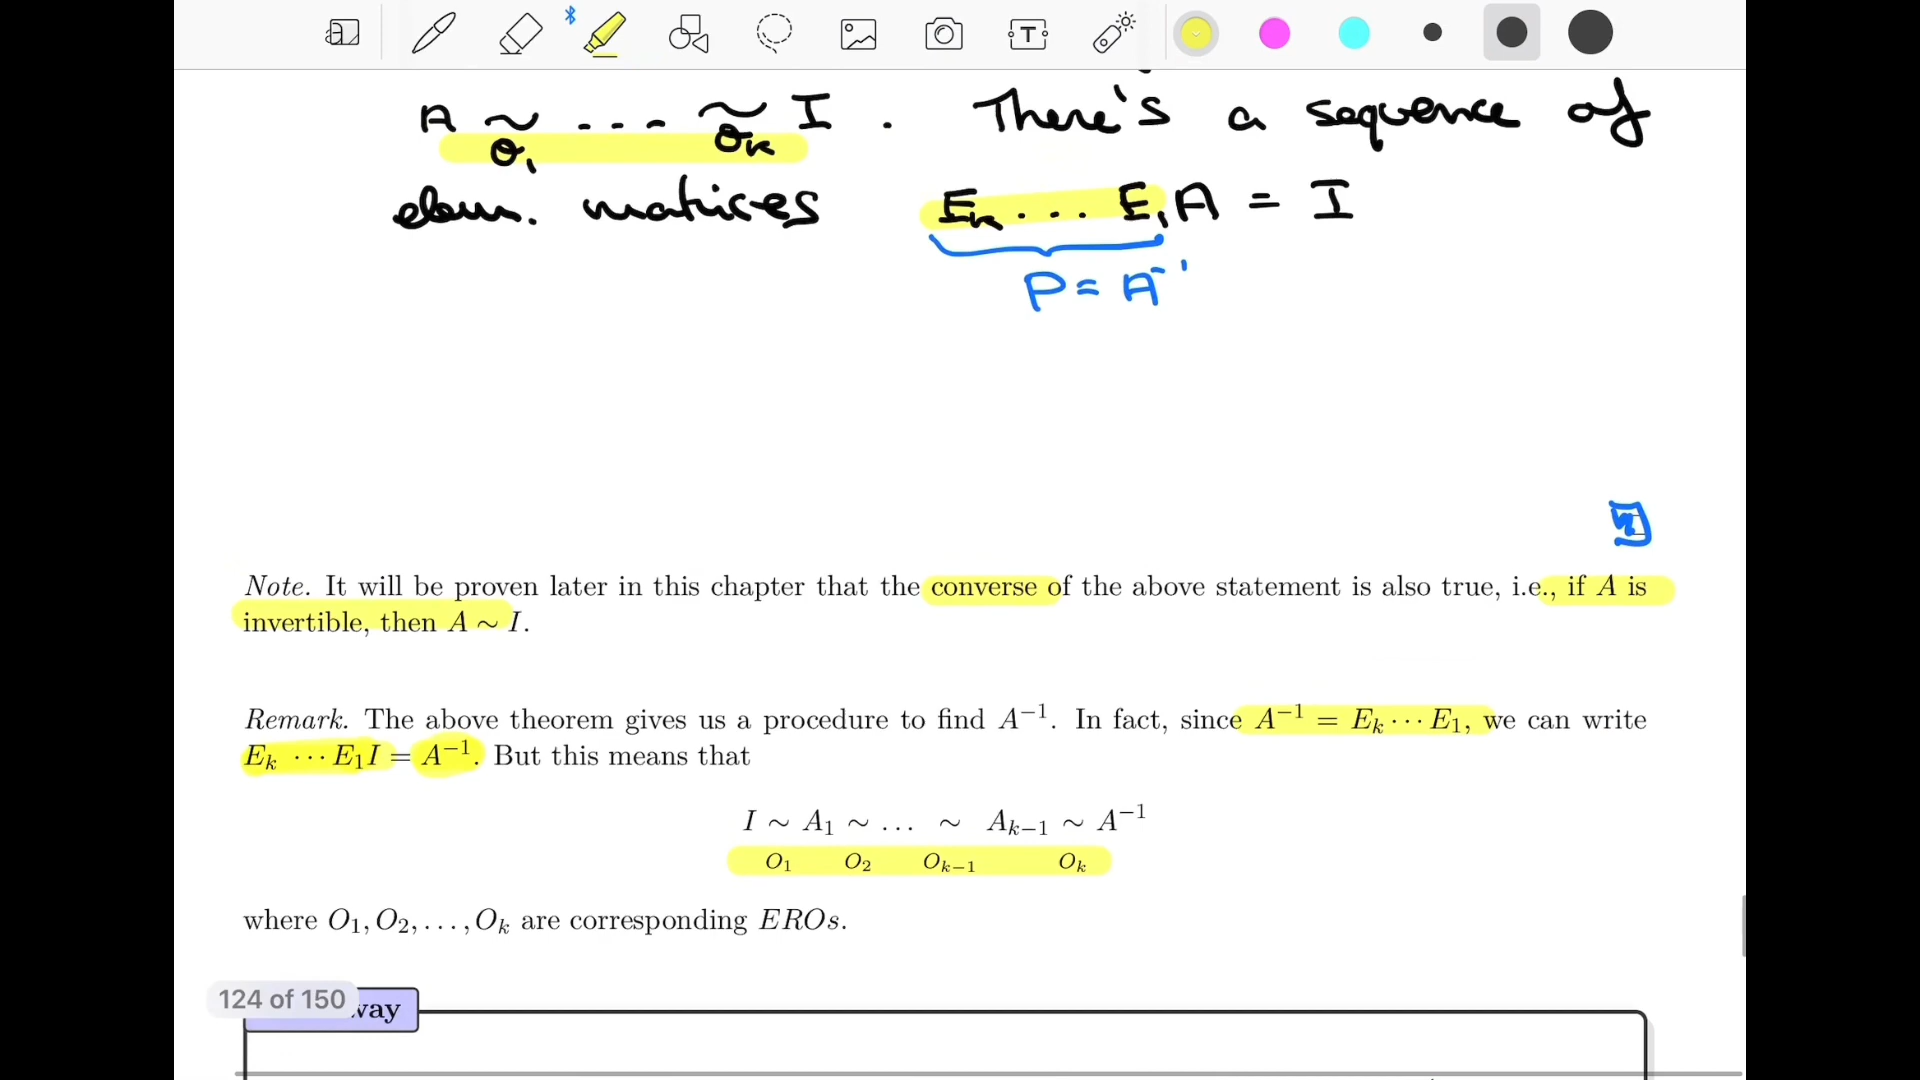 A ~ --- ~ I . There's a sequence of
O₁ Oₖ
elem. matrices Eₖ ... E₁A = I
P = A⁻¹
Note. It will be proven later in this chapter that the converse of the above statement is also true, i.e., if A is
invertible, then A ∼ I.
Remark. The above theorem gives us a procedure to find A⁻¹. In fact, since A⁻¹ = Eₖ ⋯ E₁, we can write
Eₖ ⋯ E₁I = A⁻¹. But this means that
I ∼ A₁ ∼ … ∼ Aₖ₋₁ ∼ A⁻¹
O₁ O₂ Oₖ₋₁ Oₖ
where O₁, O₂, …, Oₖ are corresponding EROs.
124 of 150 way